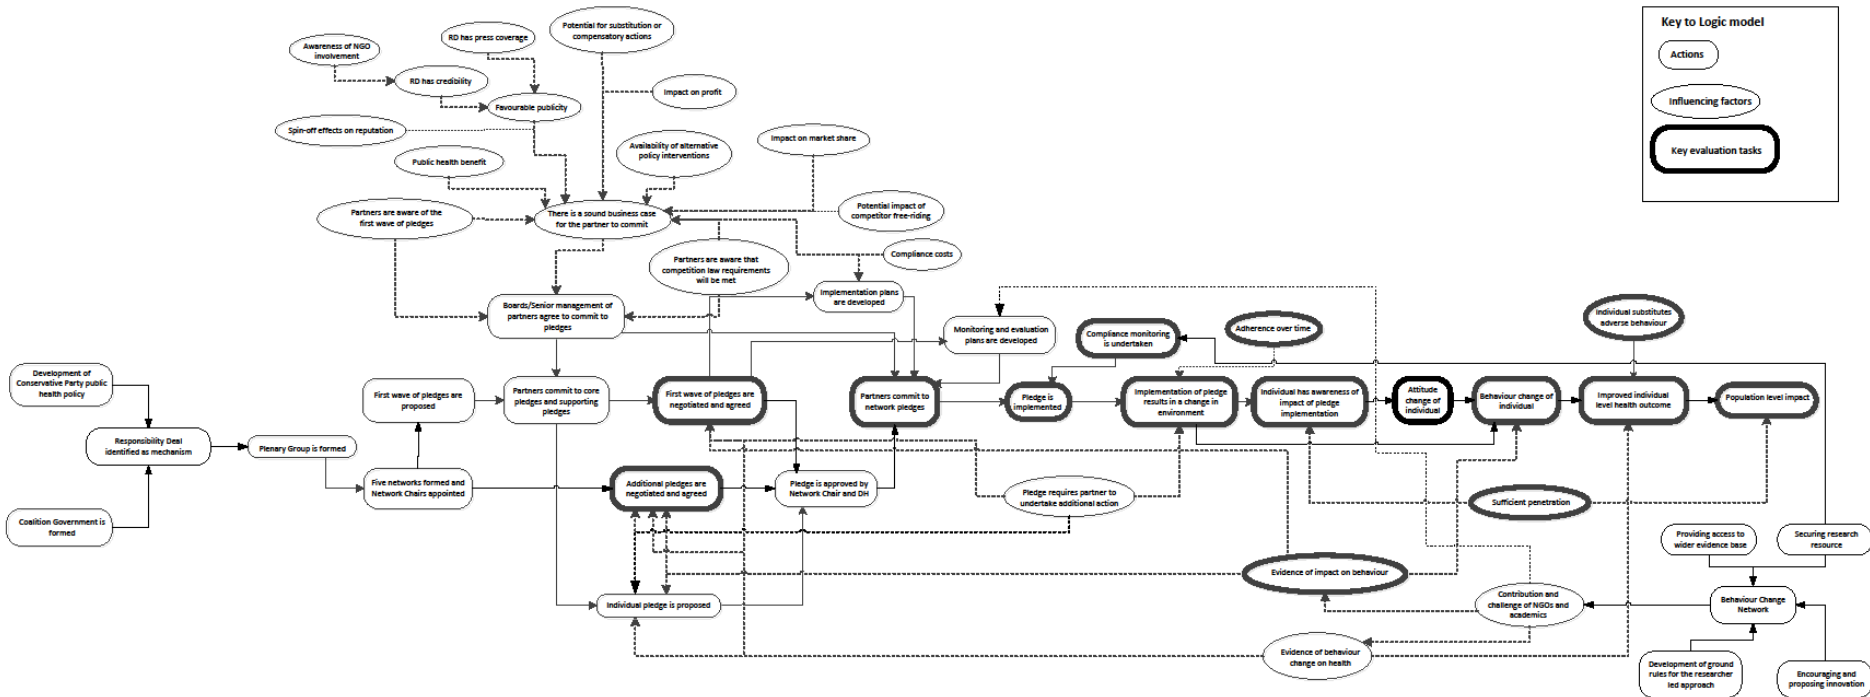 Key to Logic model
Actions
Influencing factors
Key evaluation tasks
Potential for substitution or
compensatory actions
RD has press coverage
Awareness of NGO
involvement
RD has credibility
Impact on profit
Favourable publicity
Spin-off effects on reputation
Impact on market share
Availability of alternative
policy interventions
Public health benefit
Partners are aware of the
first wave of pledges
There is a sound business case
for the partner to commit
Potential impact of
competitor free-riding
Compliance costs
Partners are aware that
competition law requirements
will be met
Implementation plans
are developed
Boards/Senior management of
partners agree to commit to
pledges
Monitoring and evaluation
plans are developed
Compliance monitoring
is undertaken
Adherence over time
Individual substitutes
adverse behaviour
Development of
Conservative Party public
health policy
First wave of pledges are
proposed
Partners commit to core
pledges and supporting
pledges
First wave of pledges are
negotiated and agreed
Partners commit to
network pledges
Pledge is
implemented
Implementation of pledge
results in a change in
environment
Individual has awareness of
impact of pledge
implementation
Attitude
change of
individual
Behaviour change of
individual
Improved individual
level health outcome
Population level impact
Responsibility Deal
identified as mechanism
Plenary Group is formed
Five networks formed and
Network Chairs appointed
Additional pledges are
negotiated and agreed
Pledge is approved by
Network Chair and DH
Pledge requires partner to
undertake additional action
Sufficient penetration
Coalition Government is
formed
Providing access to
wider evidence base
Securing research
resource
Evidence of impact on behaviour
Individual pledge is proposed
Contribution and
challenge of NGOs and
academics
Behaviour Change
Network
Evidence of behaviour
change on health
Development of ground
rules for the researcher
led approach
Encouraging and
proposing innovation